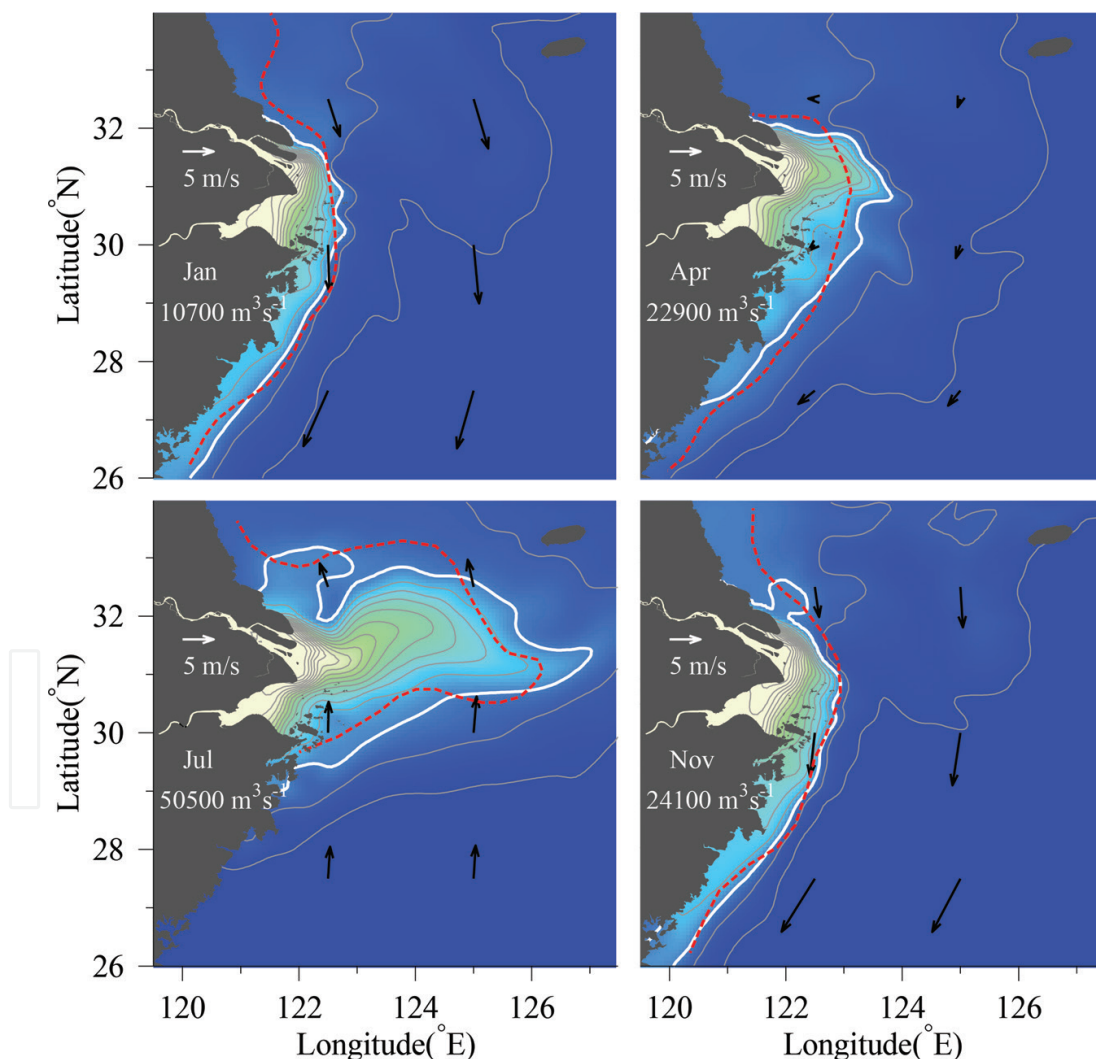 Latitude(°N)
32
30
28
26
5 m/s
Jan
10700 m³s⁻¹
5 m/s
Apr
22900 m³s⁻¹
Latitude(°N)
32
30
28
26
5 m/s
Jul
50500 m³s⁻¹
5 m/s
Nov
24100 m³s⁻¹
120 122 124 126
120 122 124 126
Longitude(°E)
Longitude(°E)